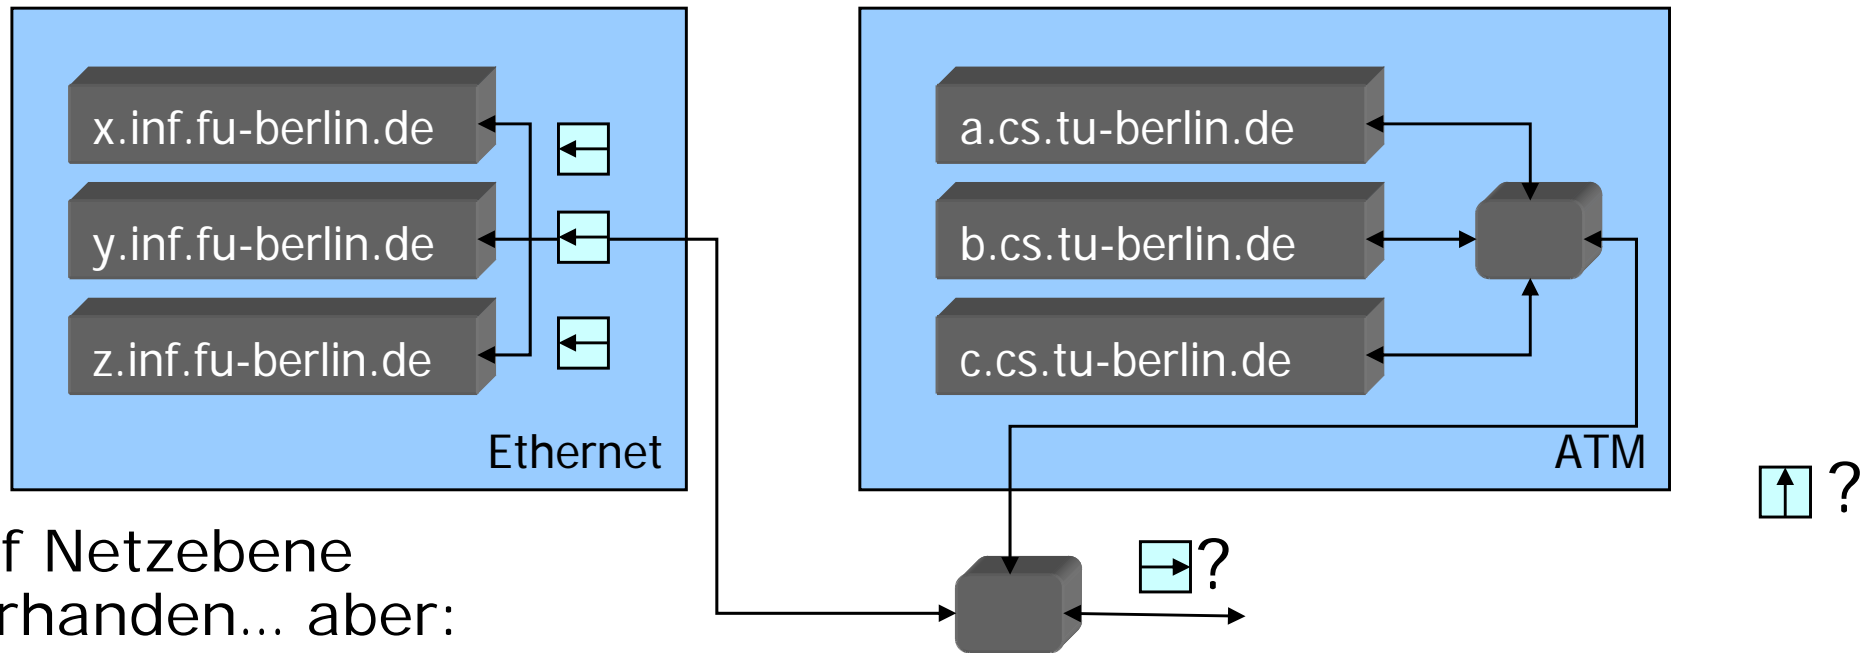 x.inf.fu-berlin.de
y.inf.fu-berlin.de
z.inf.fu-berlin.de
Ethernet
a.cs.tu-berlin.de
b.cs.tu-berlin.de
c.cs.tu-berlin.de
ATM
?
?
f Netzebene
rhanden... aber: